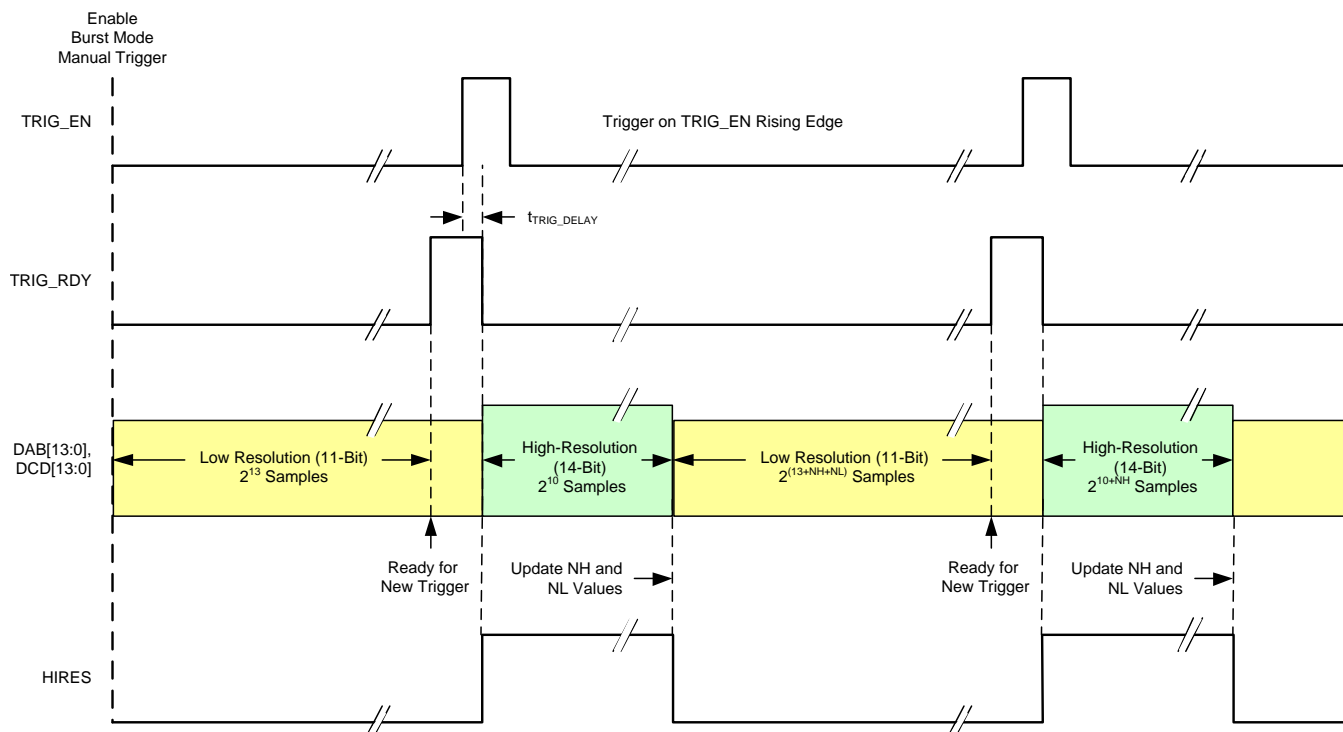 Enable
Burst Mode
Manual Trigger
TRIG_EN
Trigger on TRIG_EN Rising Edge
tTRIG_DELAY
TRIG_RDY
DAB[13:0],
DCD[13:0]
Low Resolution (11-Bit)
2^13 Samples
High-Resolution
(14-Bit)
2^10 Samples
Low Resolution (11-Bit)
2^(13+NH+NL) Samples
High-Resolution
(14-Bit)
2^10+NH Samples
Ready for
New Trigger
Update NH and
NL Values
Ready for
New Trigger
Update NH and
NL Values
HIRES